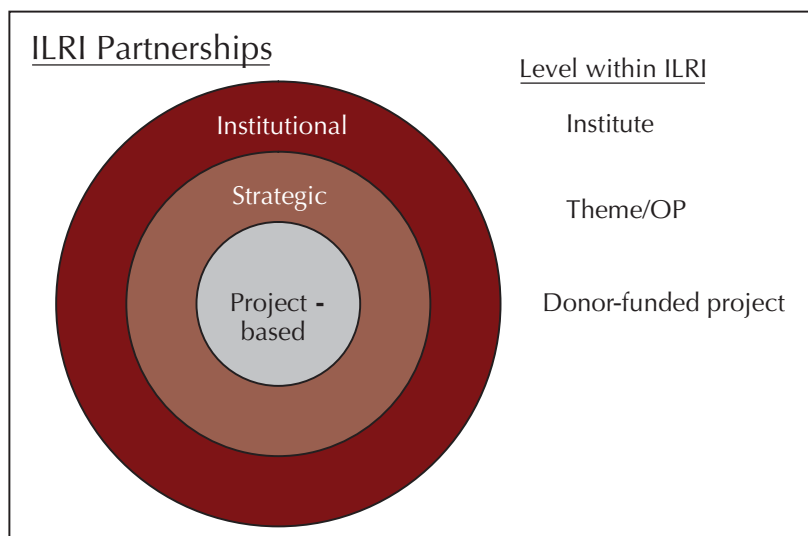 ILRI Partnerships
Level within ILRI
Institutional
Institute
Strategic
Theme/OP
Project -
based
Donor-funded project